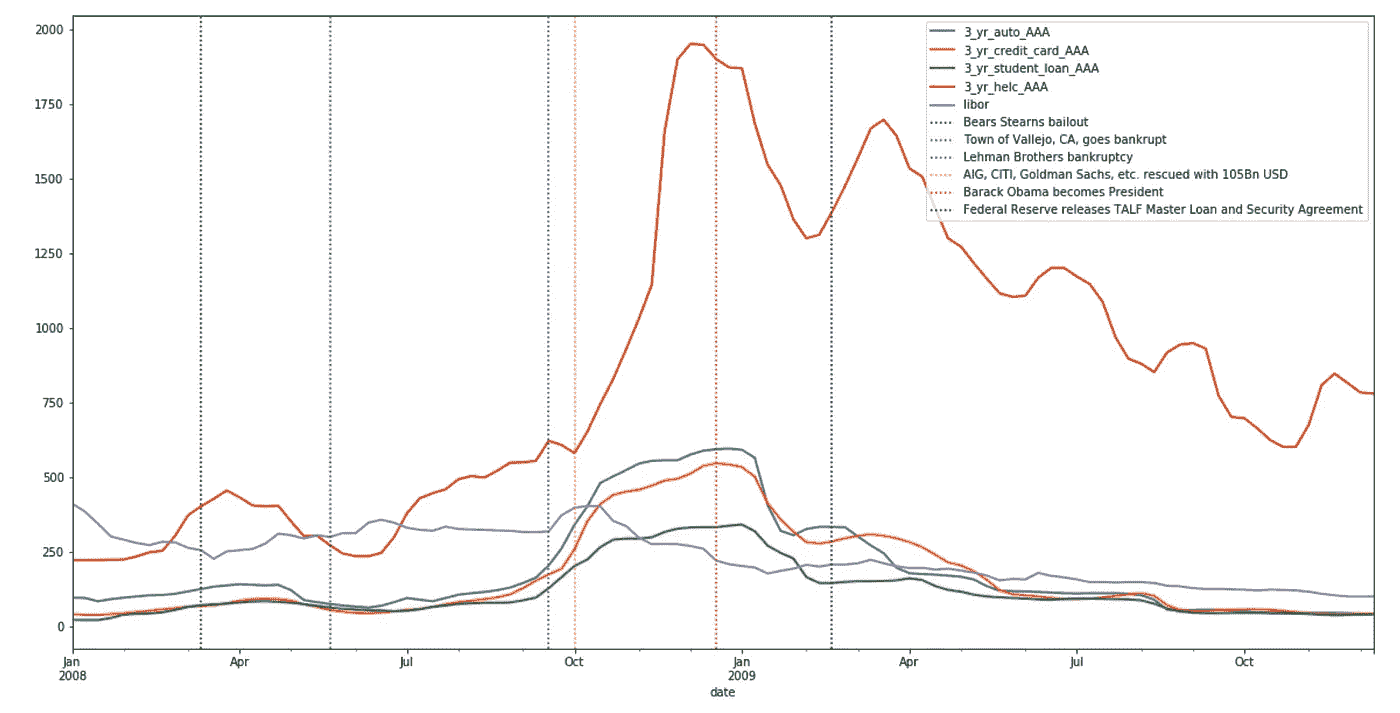 2000
1750
1500
1250
1000
750
500
250
0
3_yr_auto_AAA
3_yr_credit_card_AAA
3_yr_student_loan_AAA
3_yr_helc_AAA
libor
Bears Stearns bailout
Town of Vallejo, CA, goes bankrupt
Lehman Brothers bankruptcy
AIG, CITI, Goldman Sachs, etc. rescued with 105Bn USD
Barack Obama becomes President
Federal Reserve releases TALF Master Loan and Security Agreement
Jan Apr Jul Oct Jan Apr Jul Oct
2008 2009
date